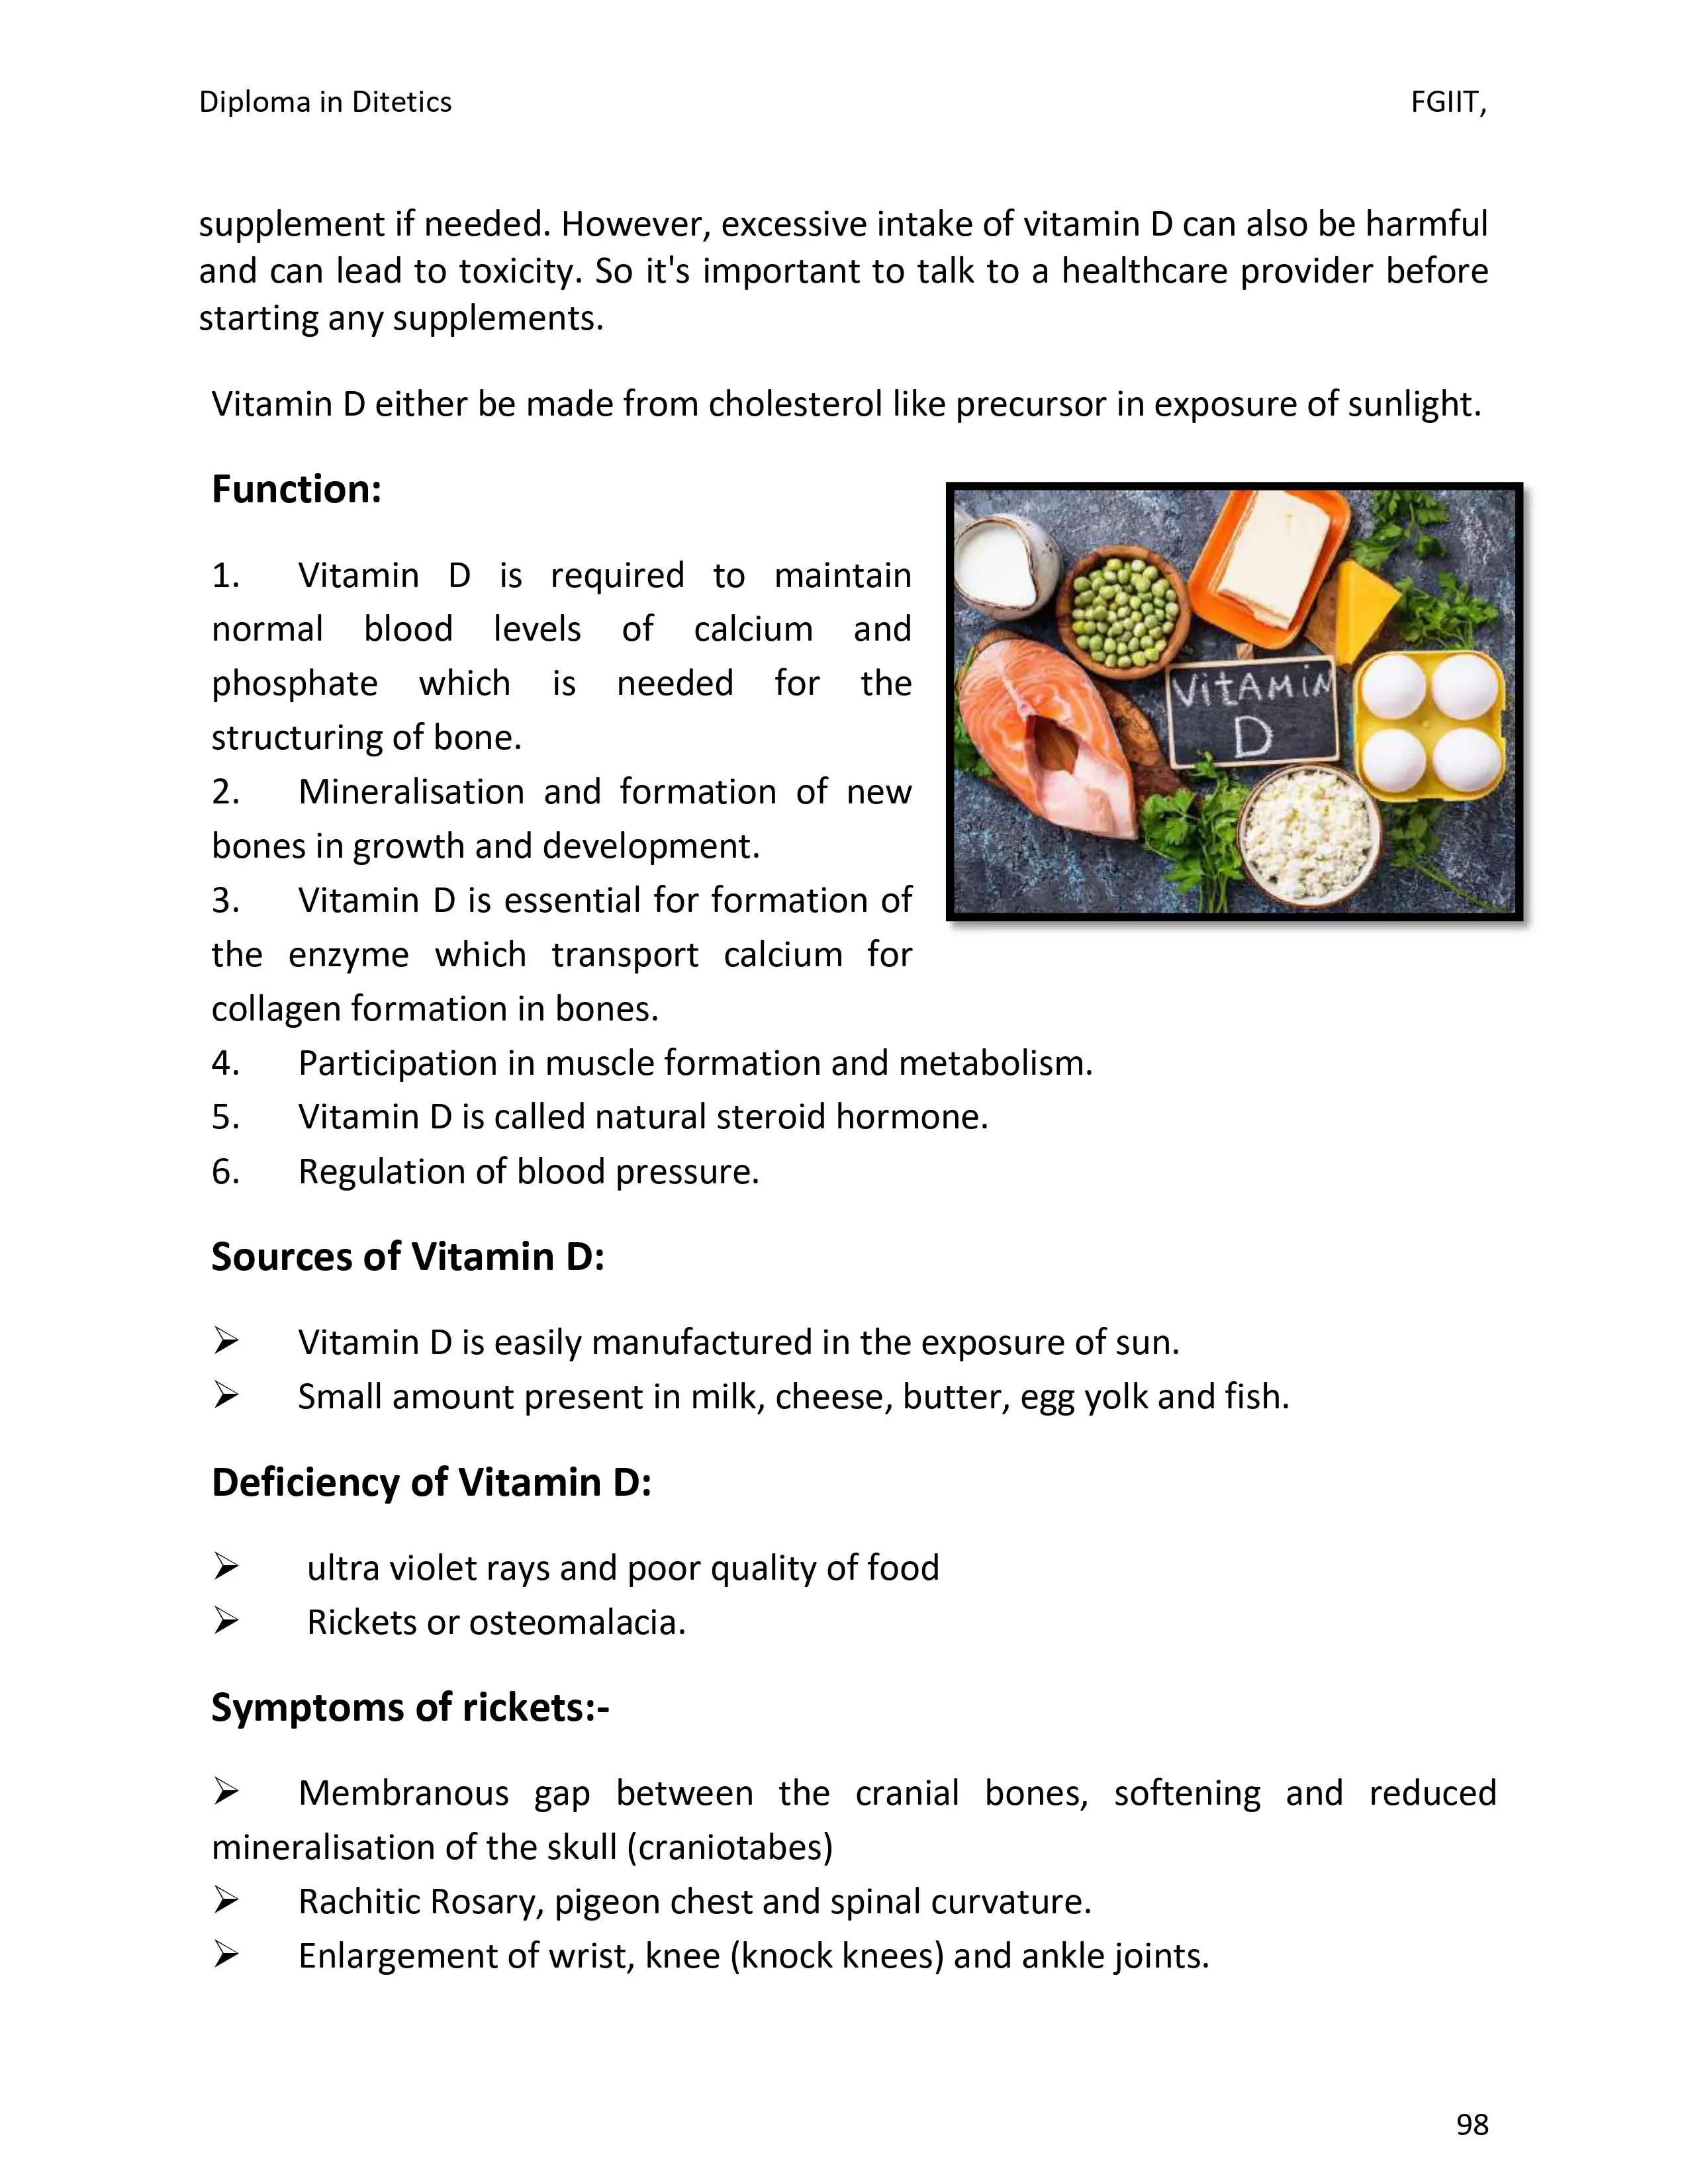 Diploma in Ditetics FGIIT,
supplement if needed. However, excessive intake of vitamin D can also be harmful
and can lead to toxicity. So it's important to talk to a healthcare provider before
starting any supplements.
Vitamin D either be made from cholesterol like precursor in exposure of sunlight.
Function:
1. Vitamin D is required to maintain
normal blood levels of calcium and
phosphate which is needed for the
structuring of bone.
2. Mineralisation and formation of new
bones in growth and development.
3. Vitamin D is essential for formation of
the enzyme which transport calcium for
collagen formation in bones.
VitAMiN
D
4. Participation in muscle formation and metabolism.
5. Vitamin D is called natural steroid hormone.
6. Regulation of blood pressure.
Sources of Vitamin D:
➢ Vitamin D is easily manufactured in the exposure of sun.
➢ Small amount present in milk, cheese, butter, egg yolk and fish.
Deficiency of Vitamin D:
➢ ultra violet rays and poor quality of food
➢ Rickets or osteomalacia.
Symptoms of rickets:-
➢ Membranous gap between the cranial bones, softening and reduced
mineralisation of the skull (craniotabes)
➢ Rachitic Rosary, pigeon chest and spinal curvature.
➢ Enlargement of wrist, knee (knock knees) and ankle joints.
98